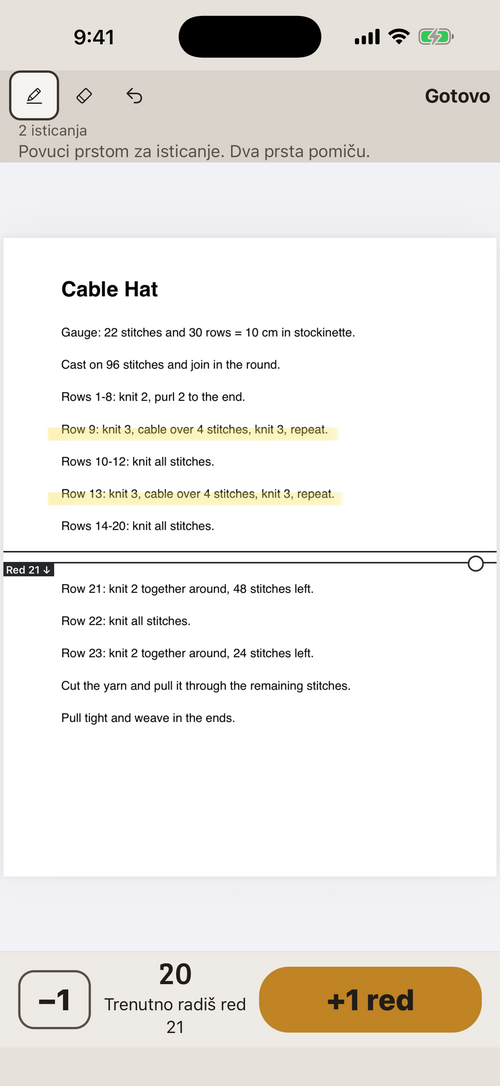 9:41
Gotovo
2 isticanja
Povuci prstom za isticanje. Dva prsta pomiču.
Cable Hat
Gauge: 22 stitches and 30 rows = 10 cm in stockinette.
Cast on 96 stitches and join in the round.
Rows 1-8: knit 2, purl 2 to the end.
Row 9: knit 3, cable over 4 stitches, knit 3, repeat.
Rows 10-12: knit all stitches.
Row 13: knit 3, cable over 4 stitches, knit 3, repeat.
Rows 14-20: knit all stitches.
Red 21 ↓
Row 21: knit 2 together around, 48 stitches left.
Row 22: knit all stitches.
Row 23: knit 2 together around, 24 stitches left.
Cut the yarn and pull it through the remaining stitches.
Pull tight and weave in the ends.
−1
20
Trenutno radiš red
21
+1 red